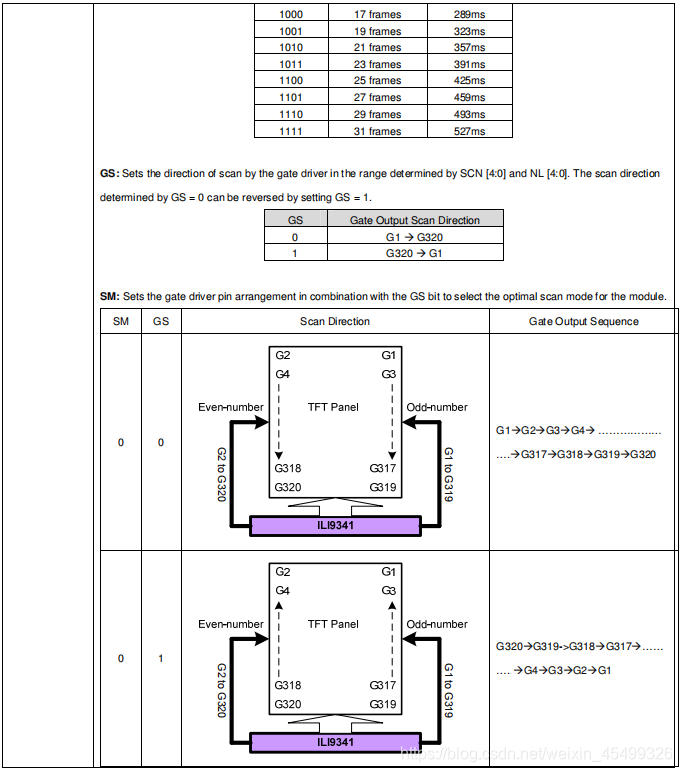 1000 17 frames 289ms
1001 19 frames 323ms
1010 21 frames 357ms
1011 23 frames 391ms
1100 25 frames 425ms
1101 27 frames 459ms
1110 29 frames 493ms
1111 31 frames 527ms
GS: Sets the direction of scan by the gate driver in the range determined by SCN [4:0] and NL [4:0]. The scan direction
determined by GS = 0 can be reversed by setting GS = 1.
GS Gate Output Scan Direction
0 G1 → G320
1 G320 → G1
SM: Sets the gate driver pin arrangement in combination with the GS bit to select the optimal scan mode for the module.
SM GS Scan Direction Gate Output Sequence
G2 G1
G4 G3
Even-number TFT Panel Odd-number
G2 to G320
G1 to G319
0 0
G1→G2→G3→G4→ ………………
….→G317→G318→G319→G320
G318 G317
G320 G319
ILI9341
G2 G1
G4 G3
Even-number TFT Panel Odd-number
G2 to G320
G1 to G319
0 1
G320→G319->G318→G317→……
…. →G4→G3→G2→G1
G318 G317
G320 G319
ILI9341
https://blog.csdn.net/weixin_45499326